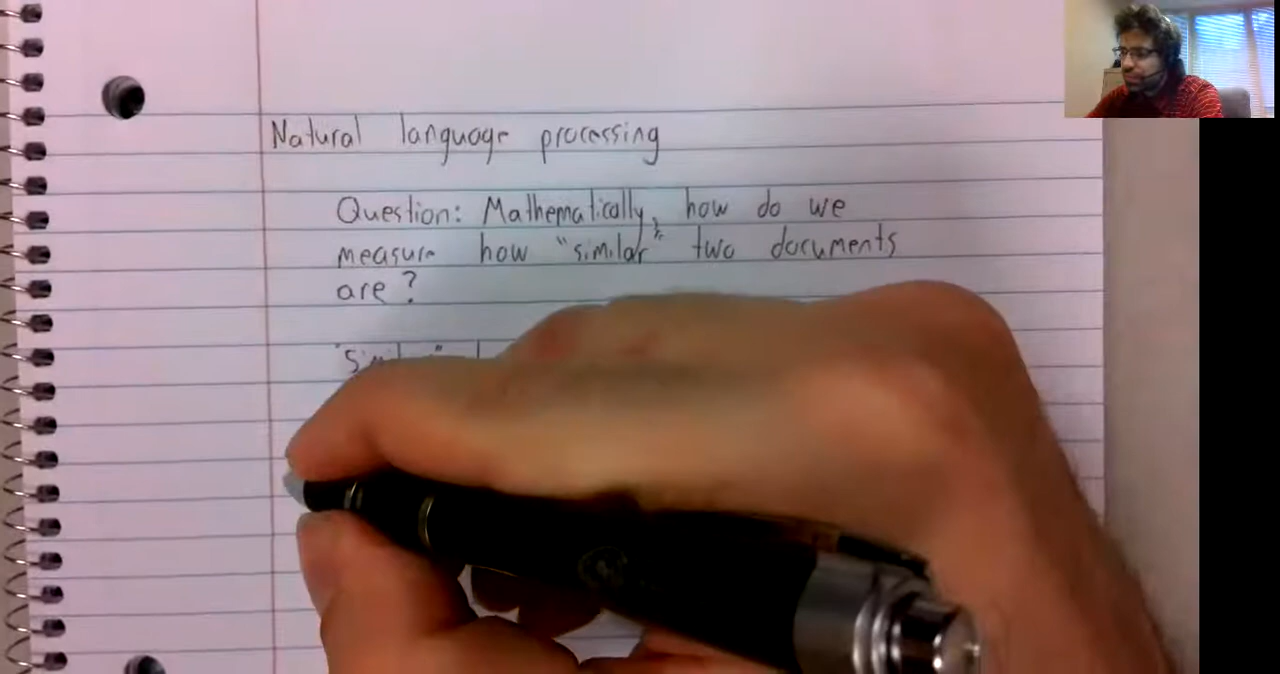 Natural language processing
Question: Mathematically, how do we
measure how "similar" two documents
are?